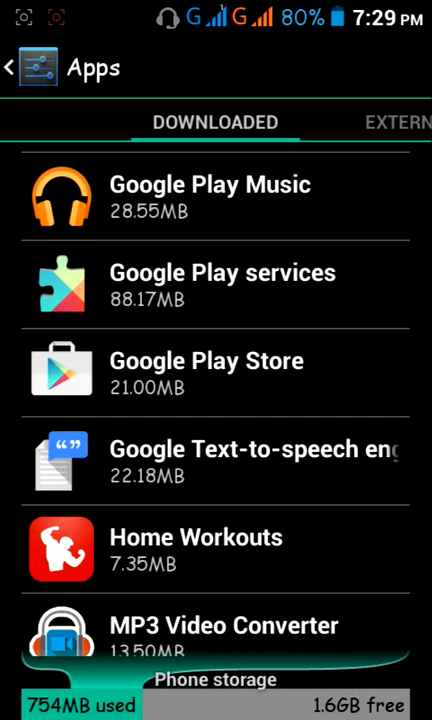 G G 80% 7:29 PM
Apps
DOWNLOADED EXTERN
Google Play Music
28.55MB
Google Play services
88.17MB
Google Play Store
21.00MB
Google Text-to-speech eng
22.18MB
Home Workouts
7.35MB
MP3 Video Converter
13.50MB
Phone storage
754MB used 1.6GB free